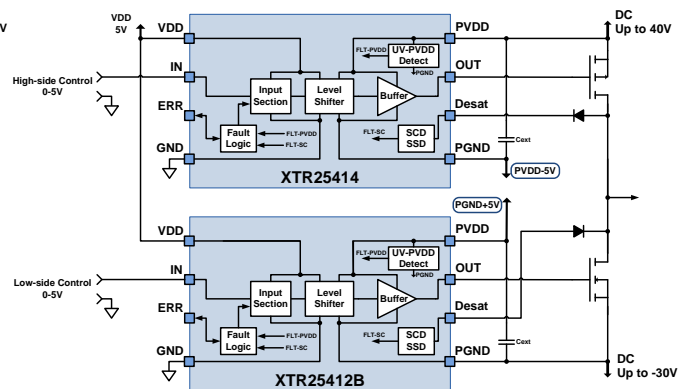 V
VDD
5V
VDD
PVDD
DC
Up to 40V
FLT-PVDD
UV-PVDD
Detect
PGND
High-side Control
0-5V
IN
Input
Section
Level
Shifter
Buffer
OUT
ERR
Fault
Logic
FLT-PVDD
FLT-SC
FLT-SC
SCD
SSD
Desat
Cext
GND
PGND
XTR25414
PVDD-5V
PGND+5V
VDD
PVDD
FLT-PVDD
UV-PVDD
Detect
PGND
Low-side Control
0-5V
IN
Input
Section
Level
Shifter
Buffer
OUT
ERR
Fault
Logic
FLT-PVDD
FLT-SC
FLT-SC
SCD
SSD
Desat
Cext
GND
PGND
XTR25412B
DC
Up to -30V